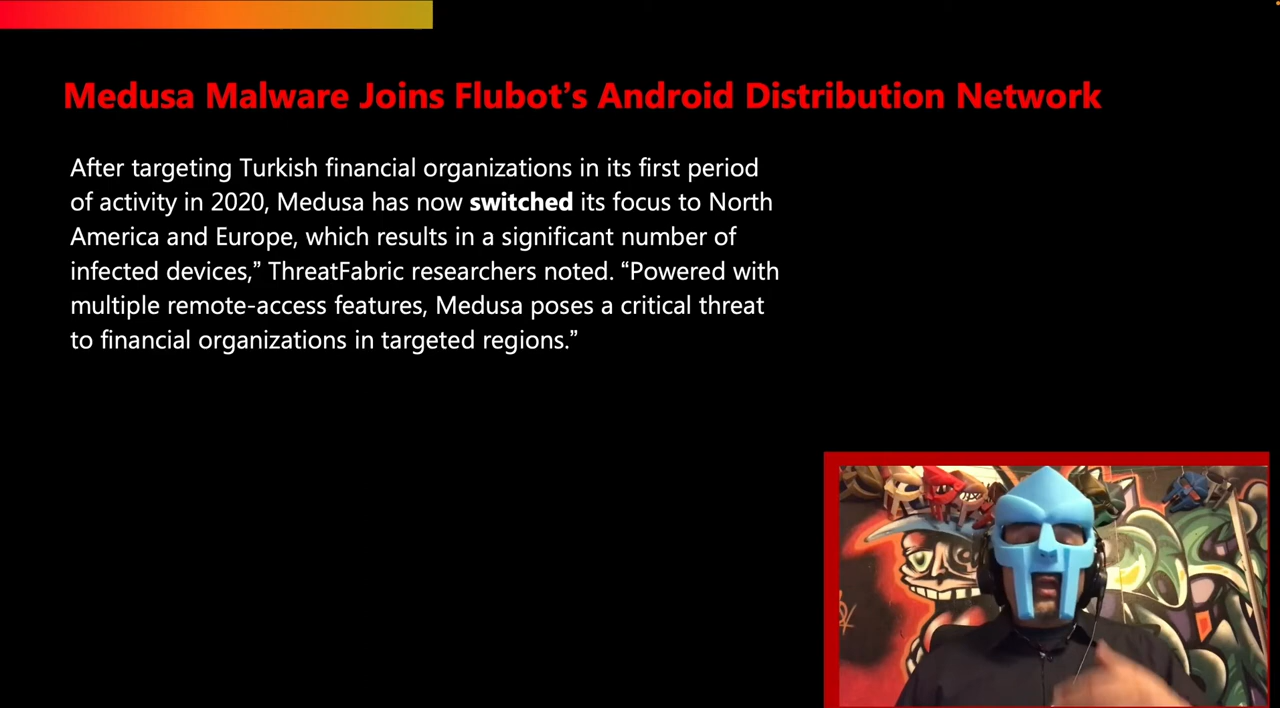 Medusa Malware Joins Flubot’s Android Distribution Network
After targeting Turkish financial organizations in its first period
of activity in 2020, Medusa has now switched its focus to North
America and Europe, which results in a significant number of
infected devices,” ThreatFabric researchers noted. “Powered with
multiple remote-access features, Medusa poses a critical threat
to financial organizations in targeted regions.”